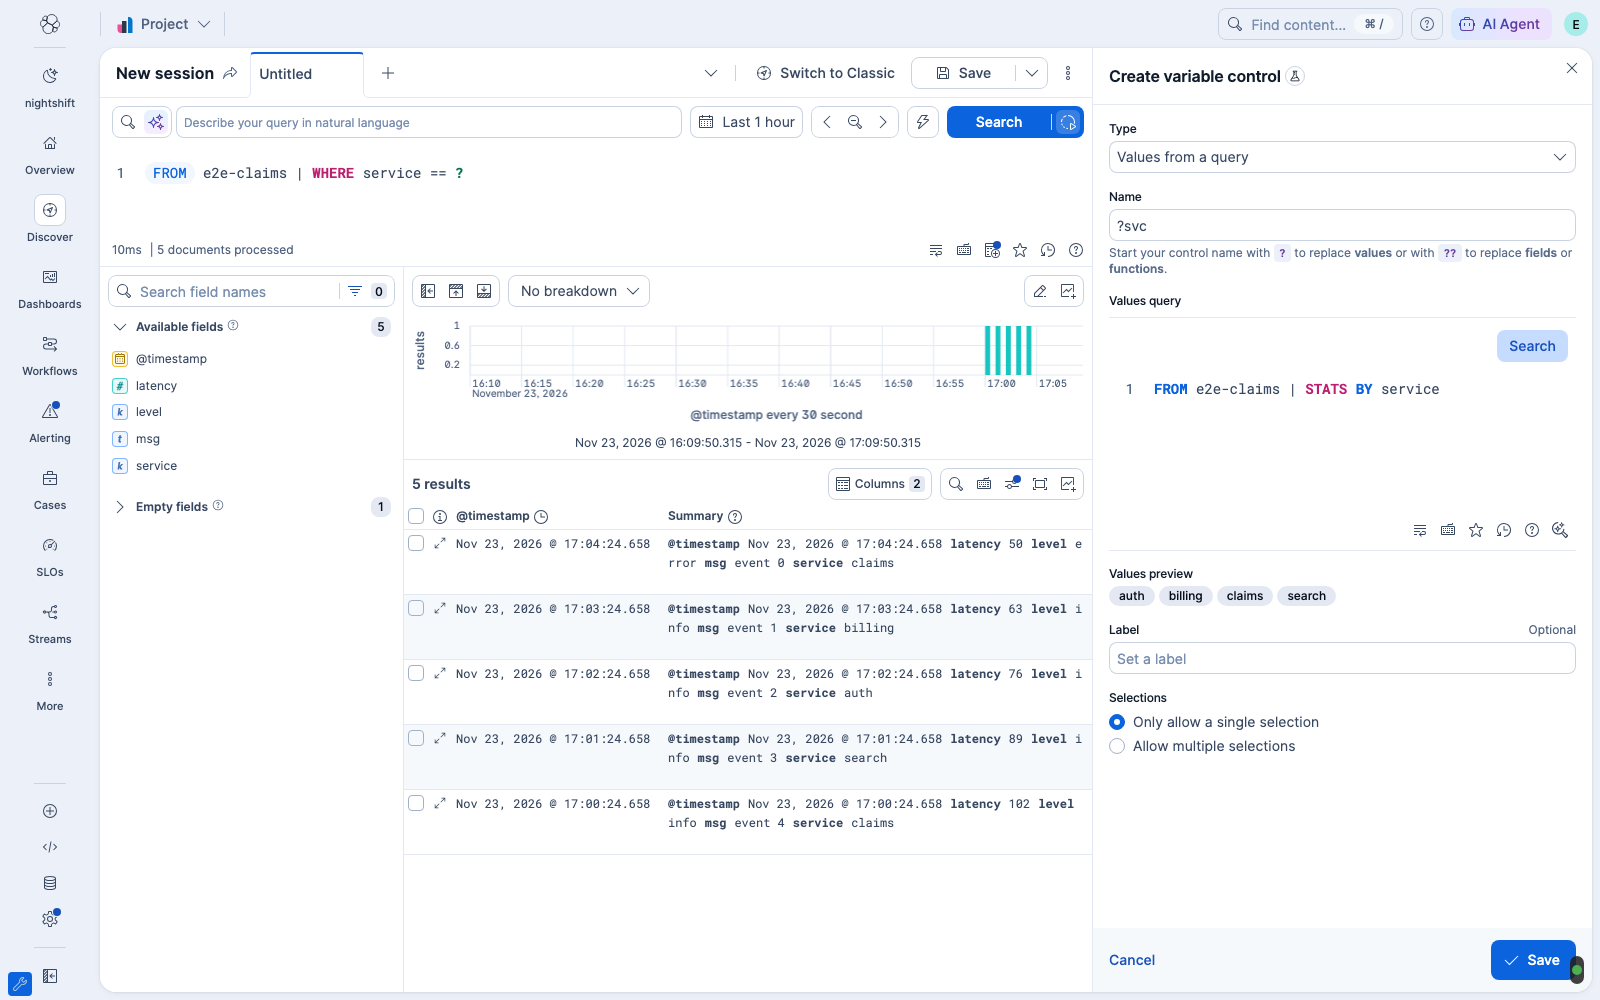 Project
Find content...
⌘ /
AI Agent
E
nightshift
Overview
Discover
Dashboards
Workflows
Alerting
Cases
SLOs
Streams
More
New session
Untitled
Switch to Classic
Save
Describe your query in natural language
Last 1 hour
Search
1 FROM e2e-claims | WHERE service == ?
10ms | 5 documents processed
Search field names
0
Available fields
5
@timestamp
# latency
k level
t msg
k service
Empty fields
1
No breakdown
results
1
0.6
0.2
16:10 16:15 16:20 16:25 16:30 16:35 16:40 16:45 16:50 16:55 17:00 17:05
November 23, 2026
@timestamp every 30 second
Nov 23, 2026 @ 16:09:50.315 - Nov 23, 2026 @ 17:09:50.315
5 results
Columns 2
@timestamp
Summary
Nov 23, 2026 @ 17:04:24.658 @timestamp Nov 23, 2026 @ 17:04:24.658 latency 50 level e
rror msg event 0 service claims
Nov 23, 2026 @ 17:03:24.658 @timestamp Nov 23, 2026 @ 17:03:24.658 latency 63 level i
nfo msg event 1 service billing
Nov 23, 2026 @ 17:02:24.658 @timestamp Nov 23, 2026 @ 17:02:24.658 latency 76 level i
nfo msg event 2 service auth
Nov 23, 2026 @ 17:01:24.658 @timestamp Nov 23, 2026 @ 17:01:24.658 latency 89 level i
nfo msg event 3 service search
Nov 23, 2026 @ 17:00:24.658 @timestamp Nov 23, 2026 @ 17:00:24.658 latency 102 level
info msg event 4 service claims
Create variable control
Type
Values from a query
Name
?svc
Start your control name with ? to replace values or with ?? to replace fields or
functions.
Values query
Search
1 FROM e2e-claims | STATS BY service
Values preview
auth billing claims search
Label
Optional
Set a label
Selections
Only allow a single selection
Allow multiple selections
Cancel
Save